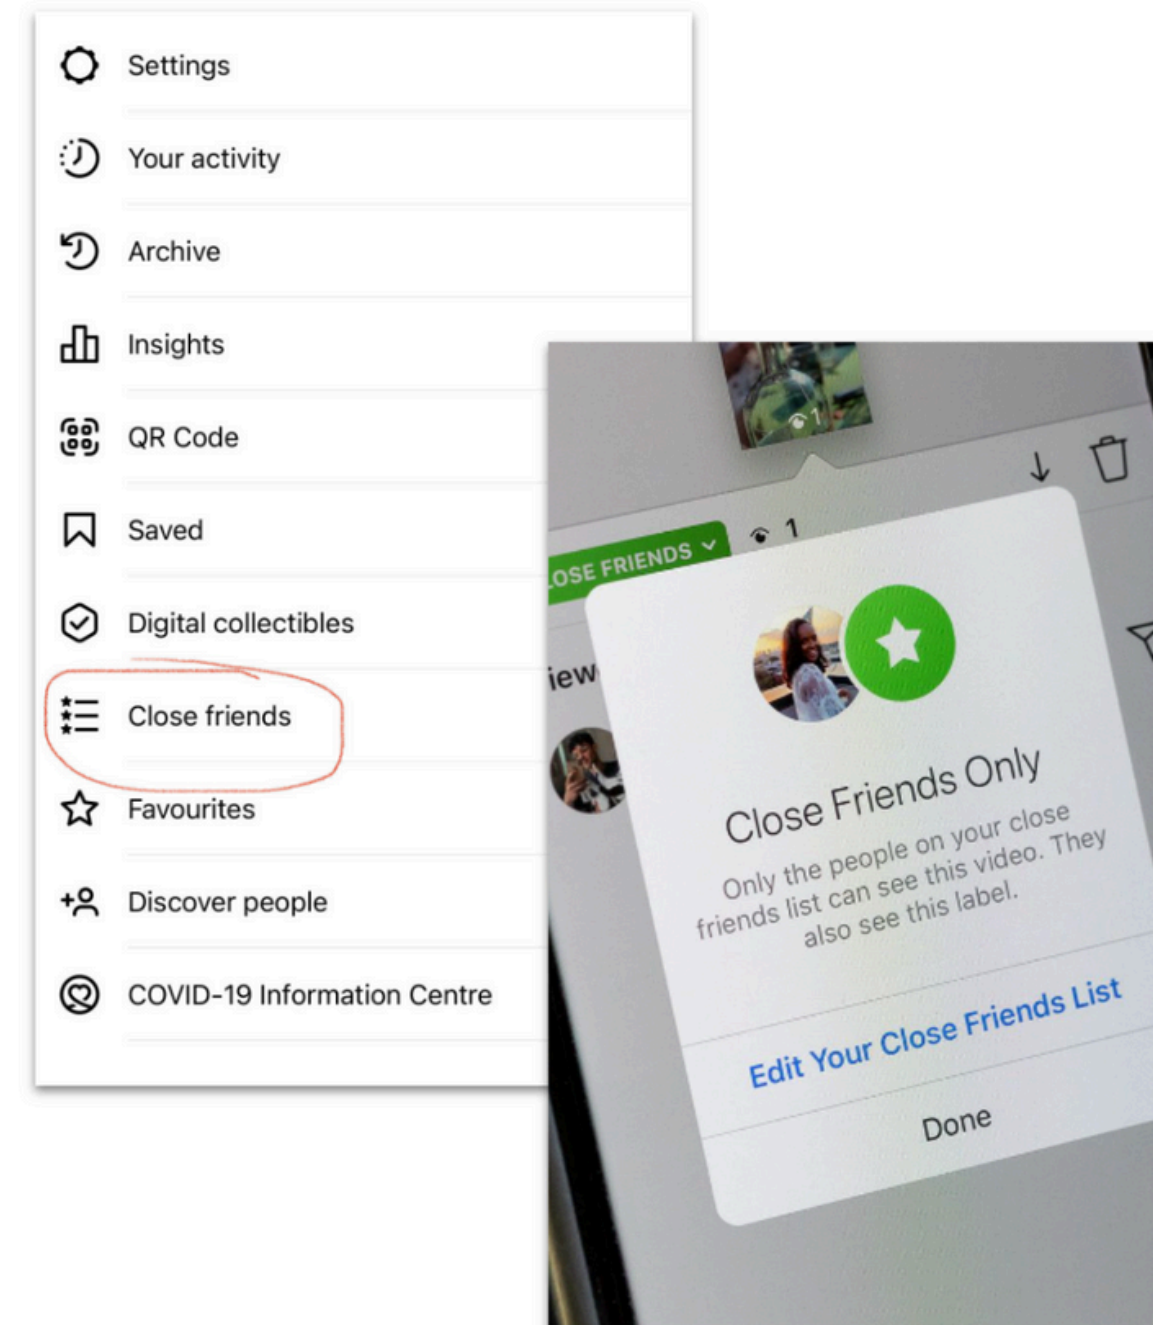 Settings
Your activity
Archive
Insights
QR Code
Saved
Digital collectibles
Close friends
Favourites
Discover people
COVID-19 Information Centre
1
LOSE FRIENDS
1
iew
Close Friends Only
Only the people on your close
friends list can see this video. They
also see this label.
Edit Your Close Friends List
Done